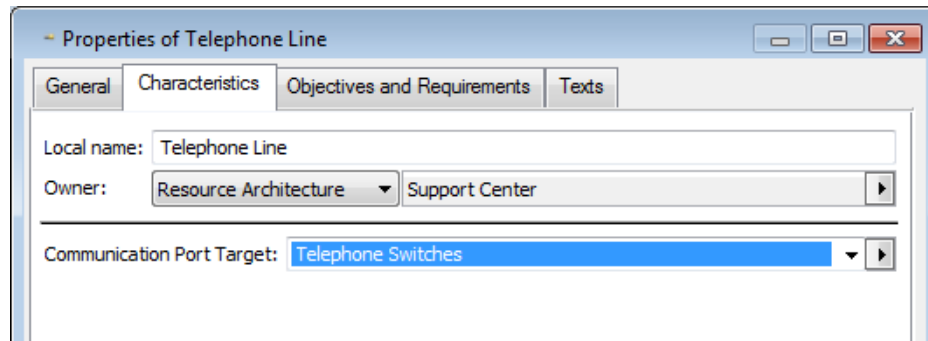 Properties of Telephone Line
General Characteristics Objectives and Requirements Texts
Local name: Telephone Line
Owner: Resource Architecture Support Center
Communication Port Target: Telephone Switches